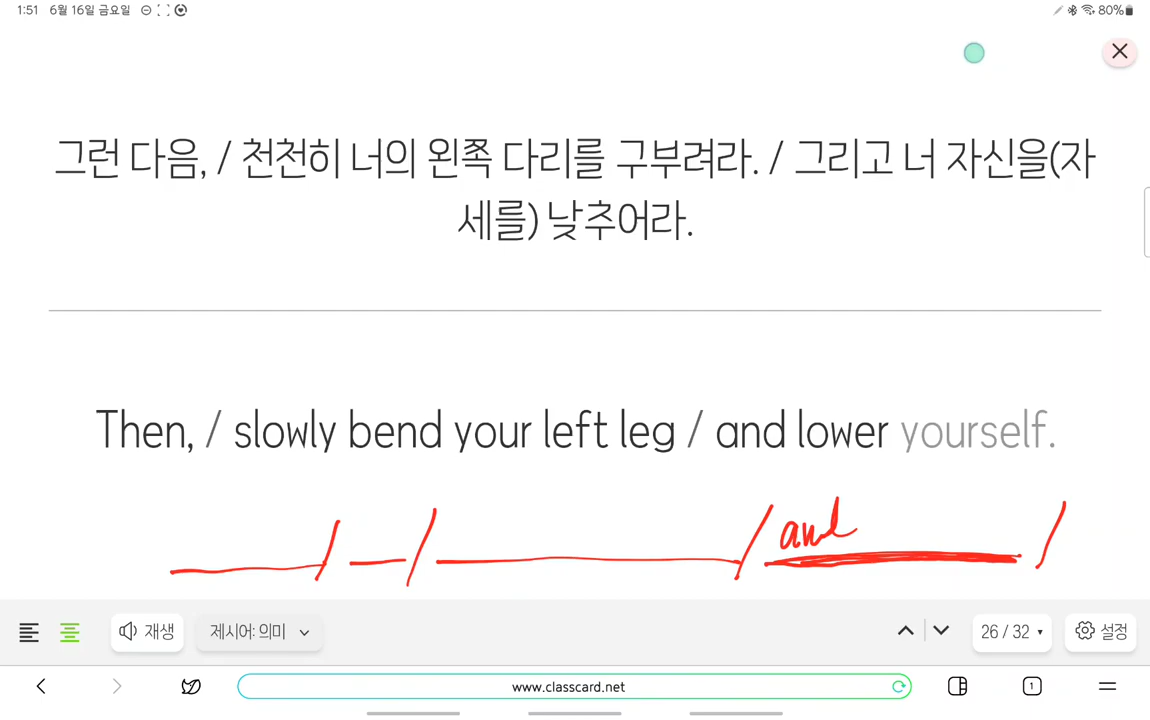 1:51 6월 16일 금요일 80%
그런 다음, / 천천히 너의 왼쪽 다리를 구부려라. / 그리고 너 자신을(자
세를) 낮추어라.
Then, / slowly bend your left leg / and lower yourself.
/ / / and /
재생 제시어: 의미 26 / 32 설정
www.classcard.net 1